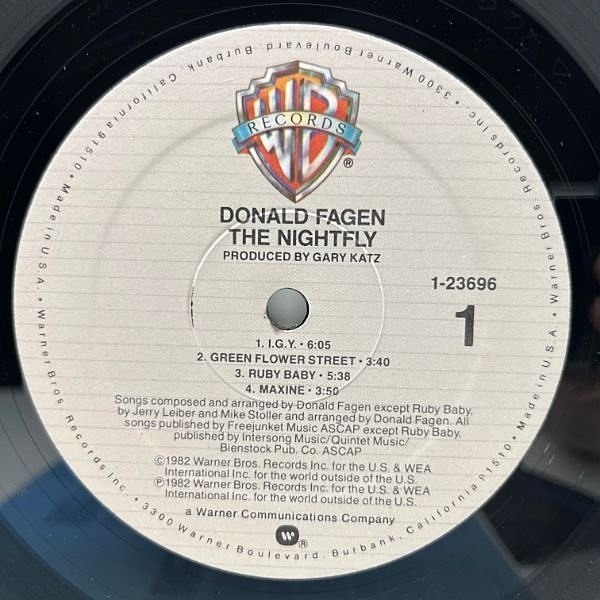 WB
RECORDS
®
DONALD FAGEN
THE NIGHTFLY
PRODUCED BY GARY KATZ
1-23696
1
1. I.G.Y. • 6:05
2. GREEN FLOWER STREET • 3:40
3. RUBY BABY • 5:38
4. MAXINE • 3:50
Songs composed and arranged by Donald Fagen except Ruby Baby,
by Jerry Leiber and Mike Stoller and arranged by Donald Fagen. All
songs published by Freejunket Music ASCAP except Ruby Baby,
published by Intersong Music/Quintet Music/
Bienstock Pub. Co. ASCAP
©1982 Warner Bros. Records Inc. for the U.S. & WEA
International Inc. for the world outside of the U.S.
℗1982 Warner Bros. Records Inc. for the U.S. & WEA
International Inc. for the world outside of the U.S.
a Warner Communications Company
W®
Warner Bros. Records Inc. • 3300 Warner Boulevard, Burbank, California 91510 • Made in U.S.A. •
Warner Bros. Records Inc. • 3300 Warner Boulevard, Burbank, California 91510 • Made in U.S.A. •